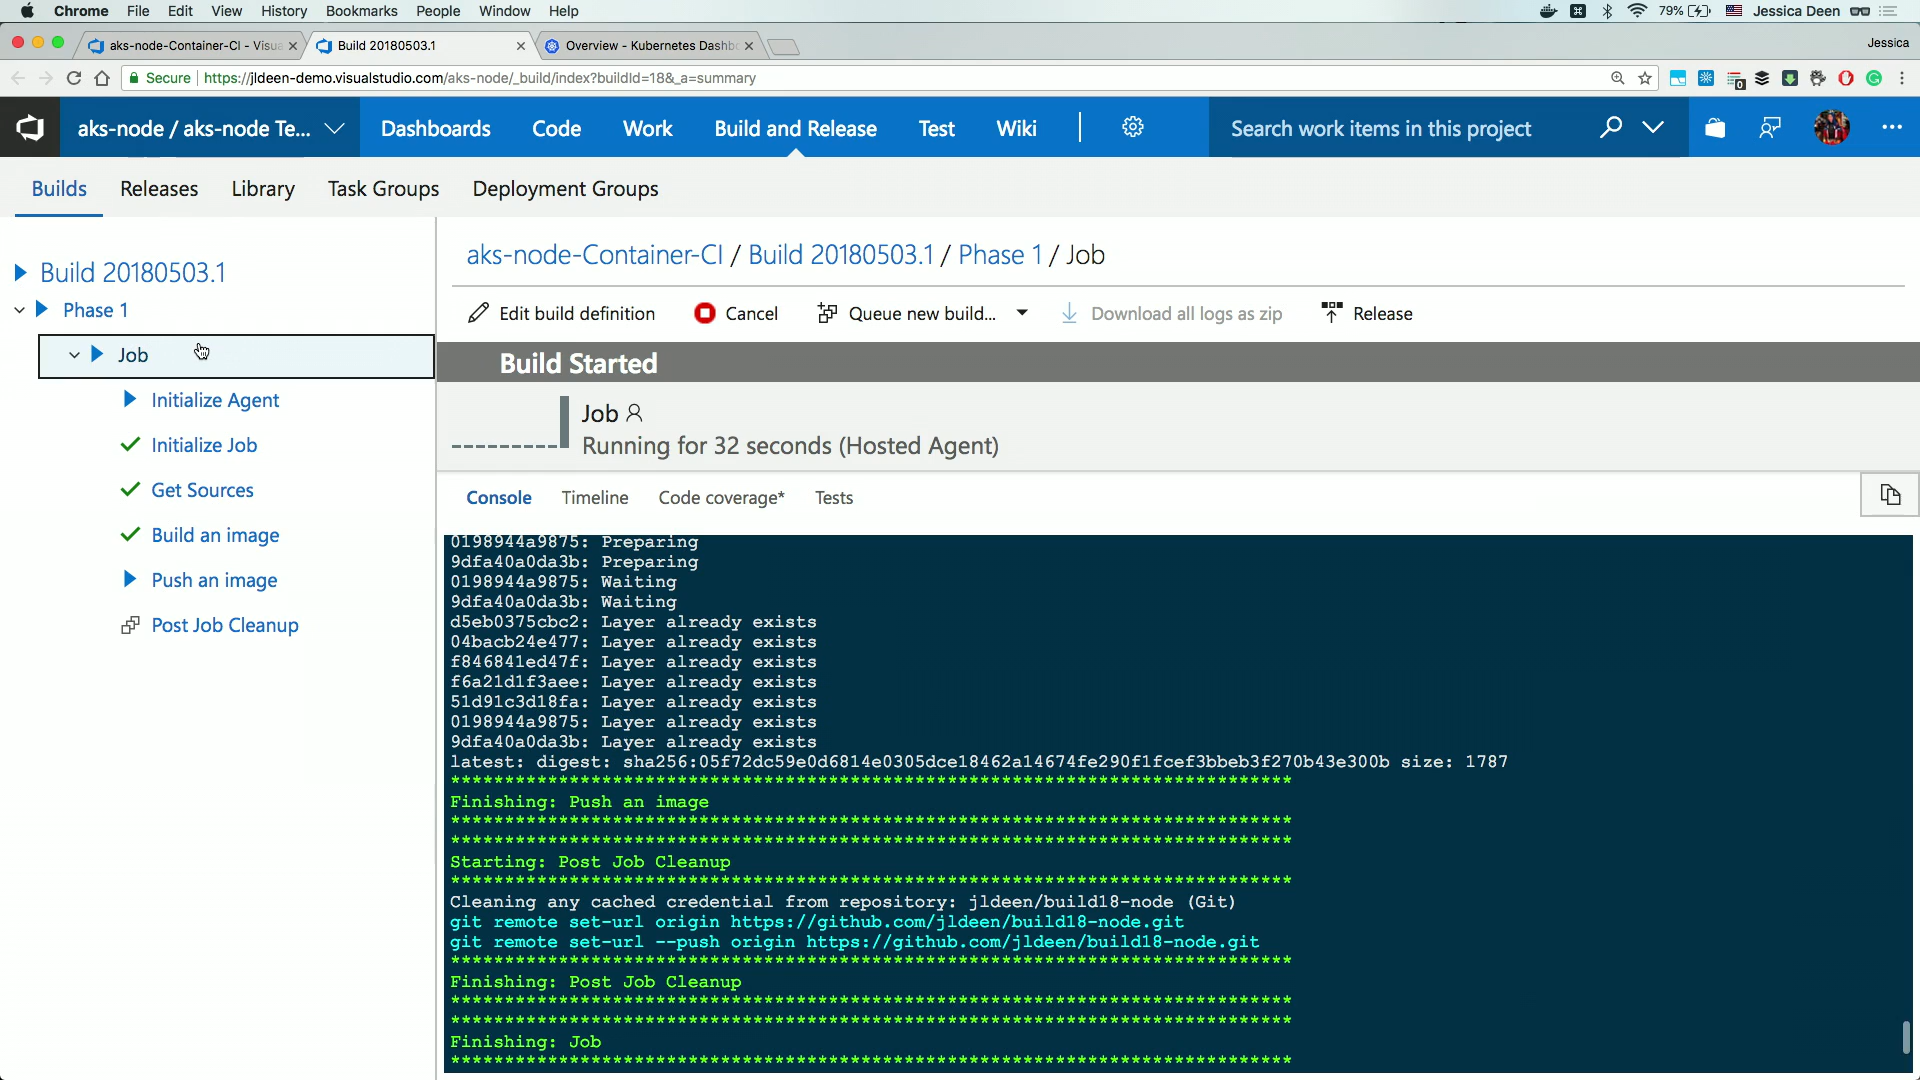 Chrome File Edit View History Bookmarks People Window Help 79% Jessica Deen
aks-node-Container-CI - Visua Build 20180503.1 Overview - Kubernetes Dashb Jessica
Secure https://jldeen-demo.visualstudio.com/aks-node/_build/index?buildId=18&_a=summary
aks-node / aks-node Te... Dashboards Code Work Build and Release Test Wiki Search work items in this project
Builds Releases Library Task Groups Deployment Groups
Build 20180503.1
Phase 1
Job
Initialize Agent
Initialize Job
Get Sources
Build an image
Push an image
Post Job Cleanup
aks-node-Container-CI / Build 20180503.1 / Phase 1 / Job
Edit build definition Cancel Queue new build... Download all logs as zip Release
Build Started
Job
Running for 32 seconds (Hosted Agent)
Console Timeline Code coverage* Tests
0198944a9875: Preparing
9dfa40a0da3b: Preparing
0198944a9875: Waiting
9dfa40a0da3b: Waiting
d5eb0375cbc2: Layer already exists
04bacb24e477: Layer already exists
f846841ed47f: Layer already exists
f6a21d1f3aee: Layer already exists
51d91c3d18fa: Layer already exists
0198944a9875: Layer already exists
9dfa40a0da3b: Layer already exists
latest: digest: sha256:05f72dc59e0d6814e0305dce18462a14674fe290f1fcef3bbeb3f270b43e300b size: 1787
******************************************************************************
Finishing: Push an image
******************************************************************************
******************************************************************************
Starting: Post Job Cleanup
******************************************************************************
Cleaning any cached credential from repository: jldeen/build18-node (Git)
git remote set-url origin https://github.com/jldeen/build18-node.git
git remote set-url --push origin https://github.com/jldeen/build18-node.git
******************************************************************************
Finishing: Post Job Cleanup
******************************************************************************
******************************************************************************
Finishing: Job
******************************************************************************